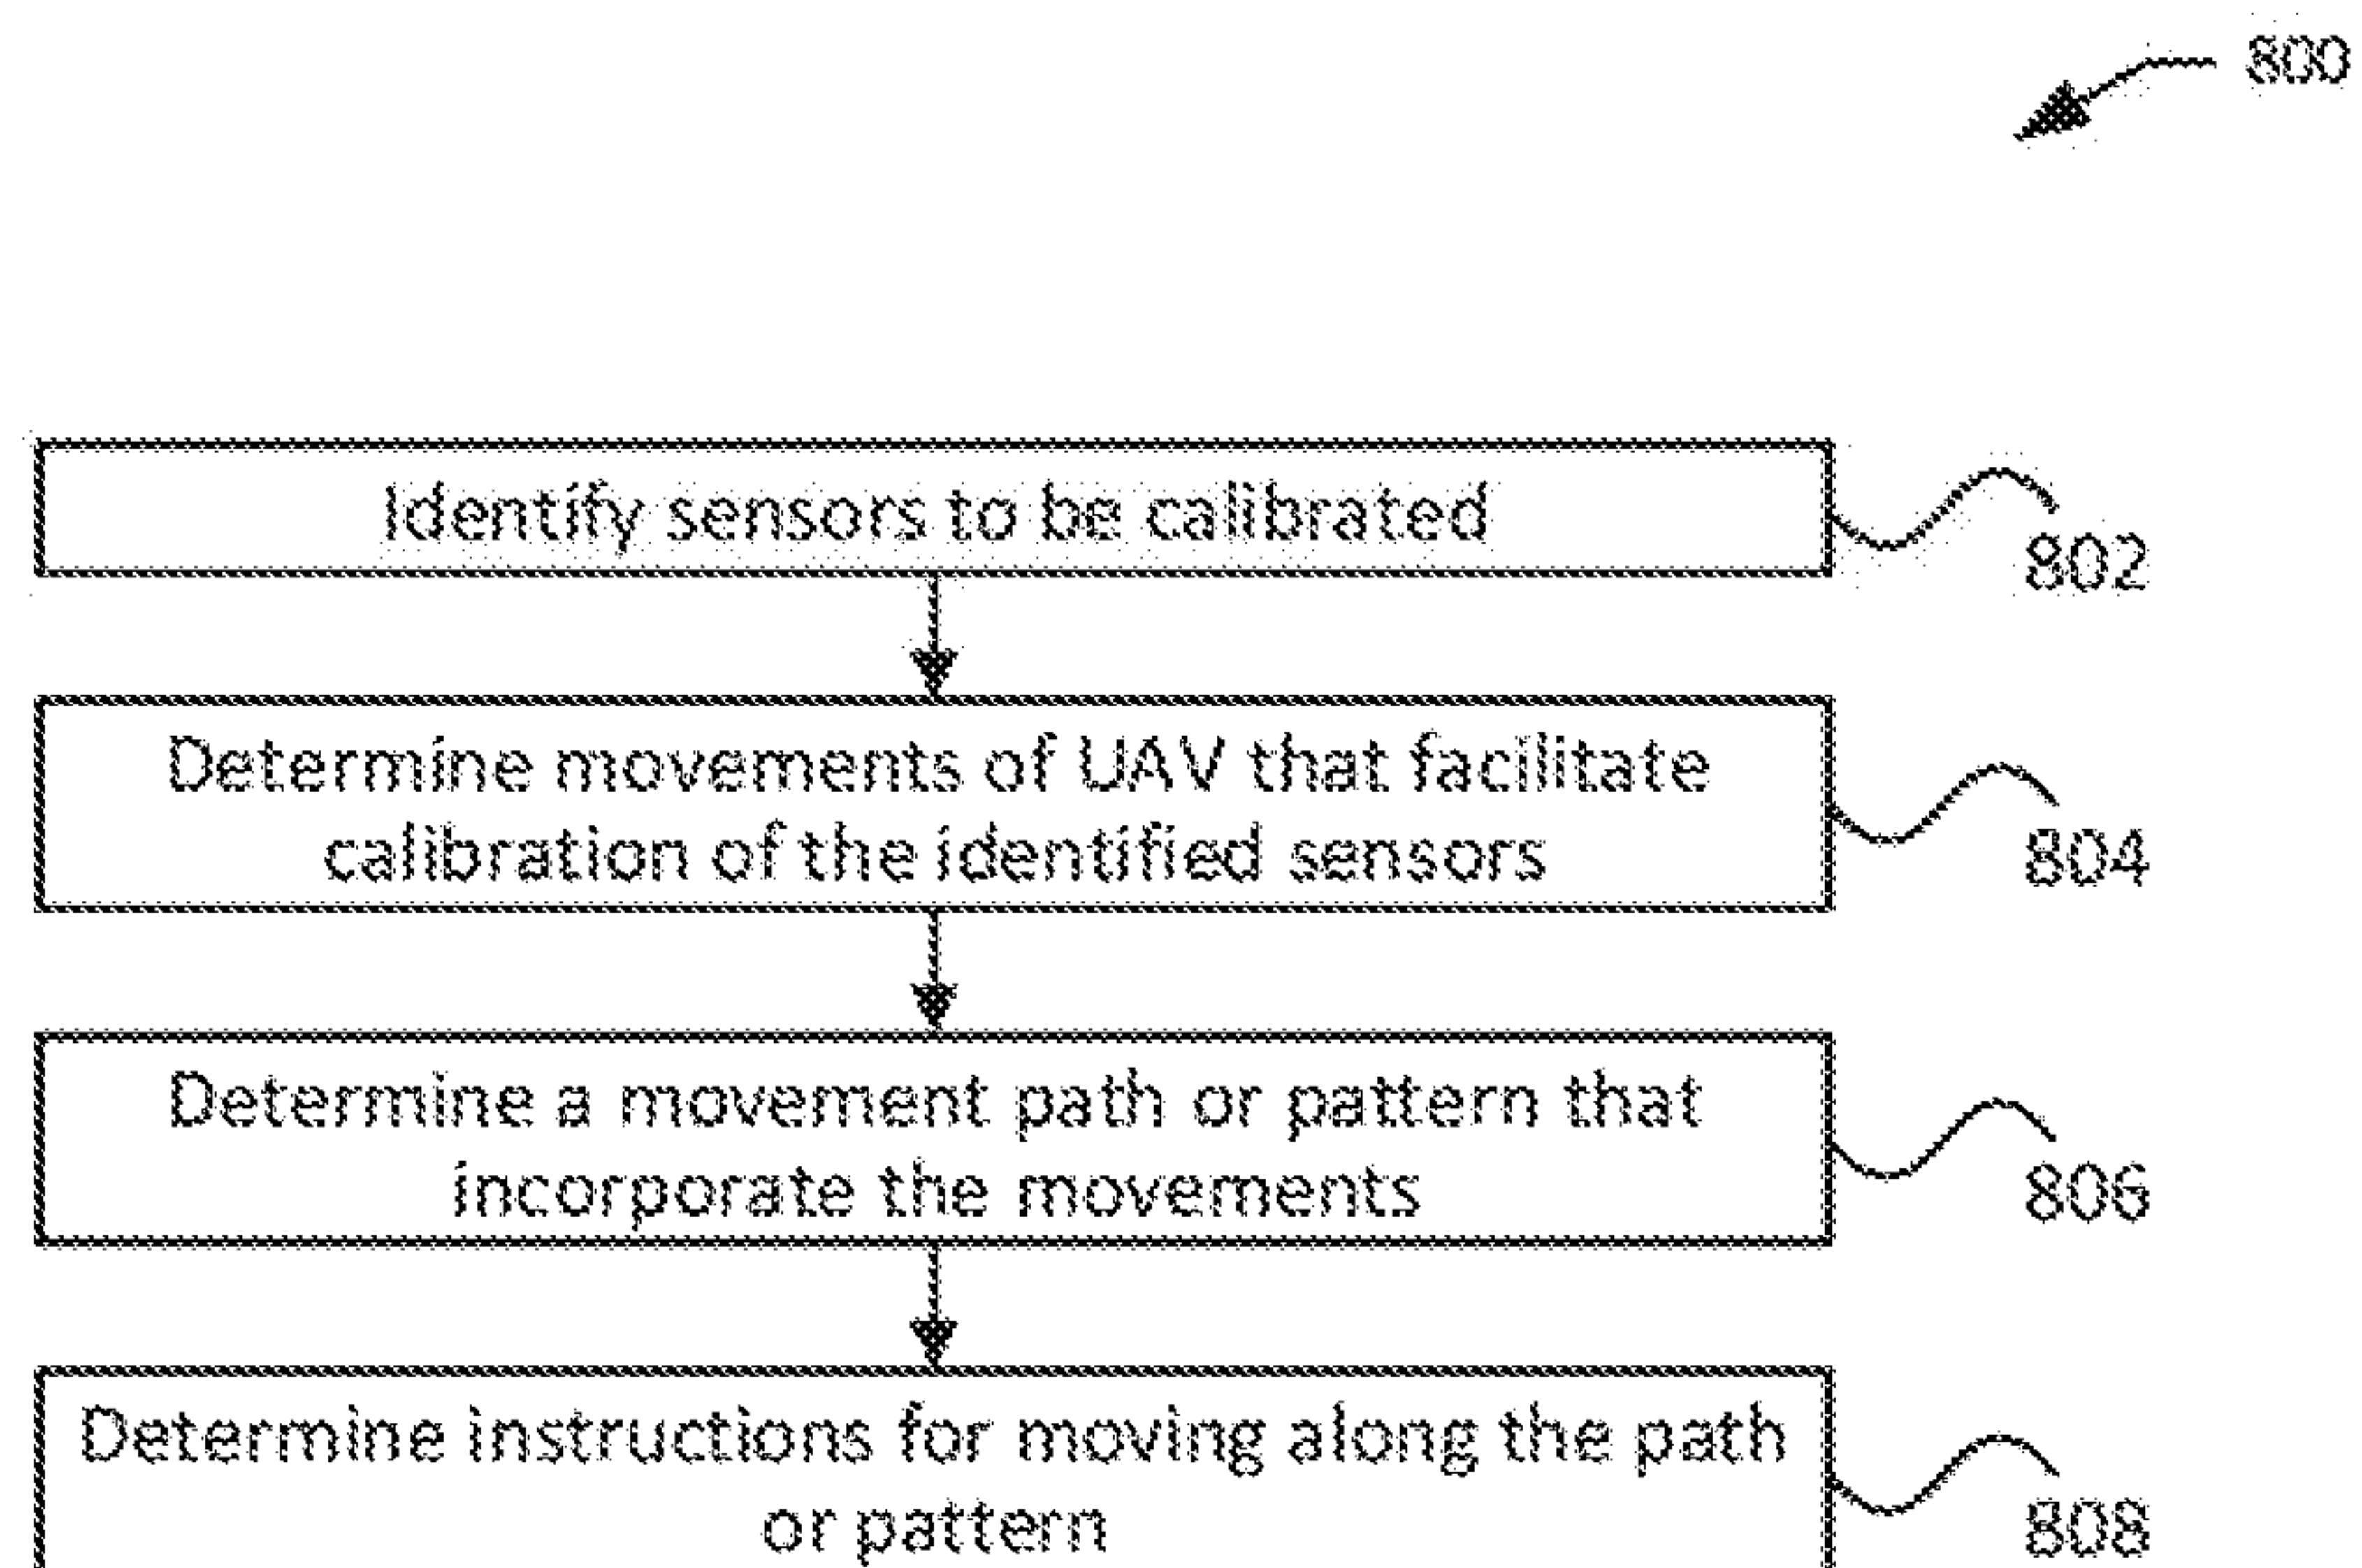 800
Identify sensors to be calibrated
802
Determine movements of UAV that facilitate
calibration of the identified sensors
804
Determine a movement path or pattern that
incorporate the movements
806
Determine instructions for moving along the path
or pattern
808